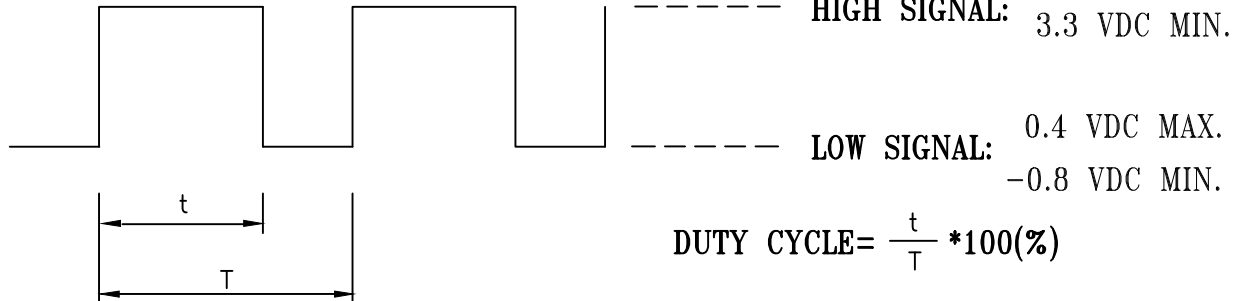 HIGH SIGNAL: 3.3 VDC MIN.
0.4 VDC MAX.
LOW SIGNAL:
-0.8 VDC MIN.
t
DUTY CYCLE= t/T *100(%)
T